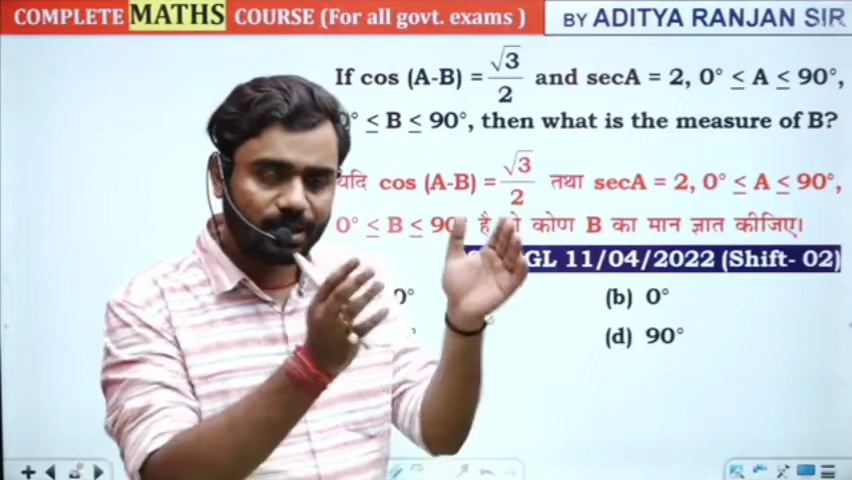 COMPLETE MATHS COURSE (For all govt. exams )
BY ADITYA RANJAN SIR
If cos (A-B) = √3/2 and secA = 2, 0° ≤ A ≤ 90°,
0° ≤ B ≤ 90°, then what is the measure of B?
यदि cos (A-B) = √3/2 तथा secA = 2, 0° ≤ A ≤ 90°,
0° ≤ B ≤ 90° है कोण B का मान ज्ञात कीजिए।
GL 11/04/2022 (Shift- 02)
0°
(b) 0°
(d) 90°